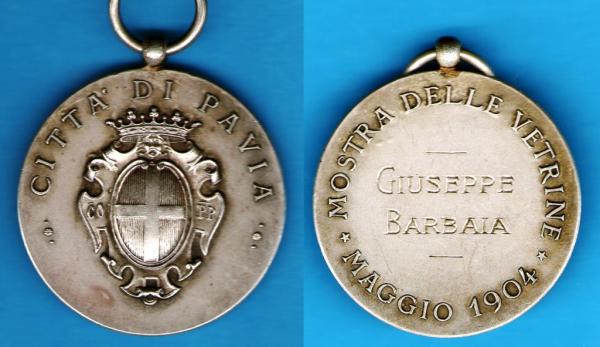 CITTA' DI PAVIA
CO PP
MOSTRA DELLE VETRINE
GIUSEPPE
BARBAIA
MAGGIO 1904